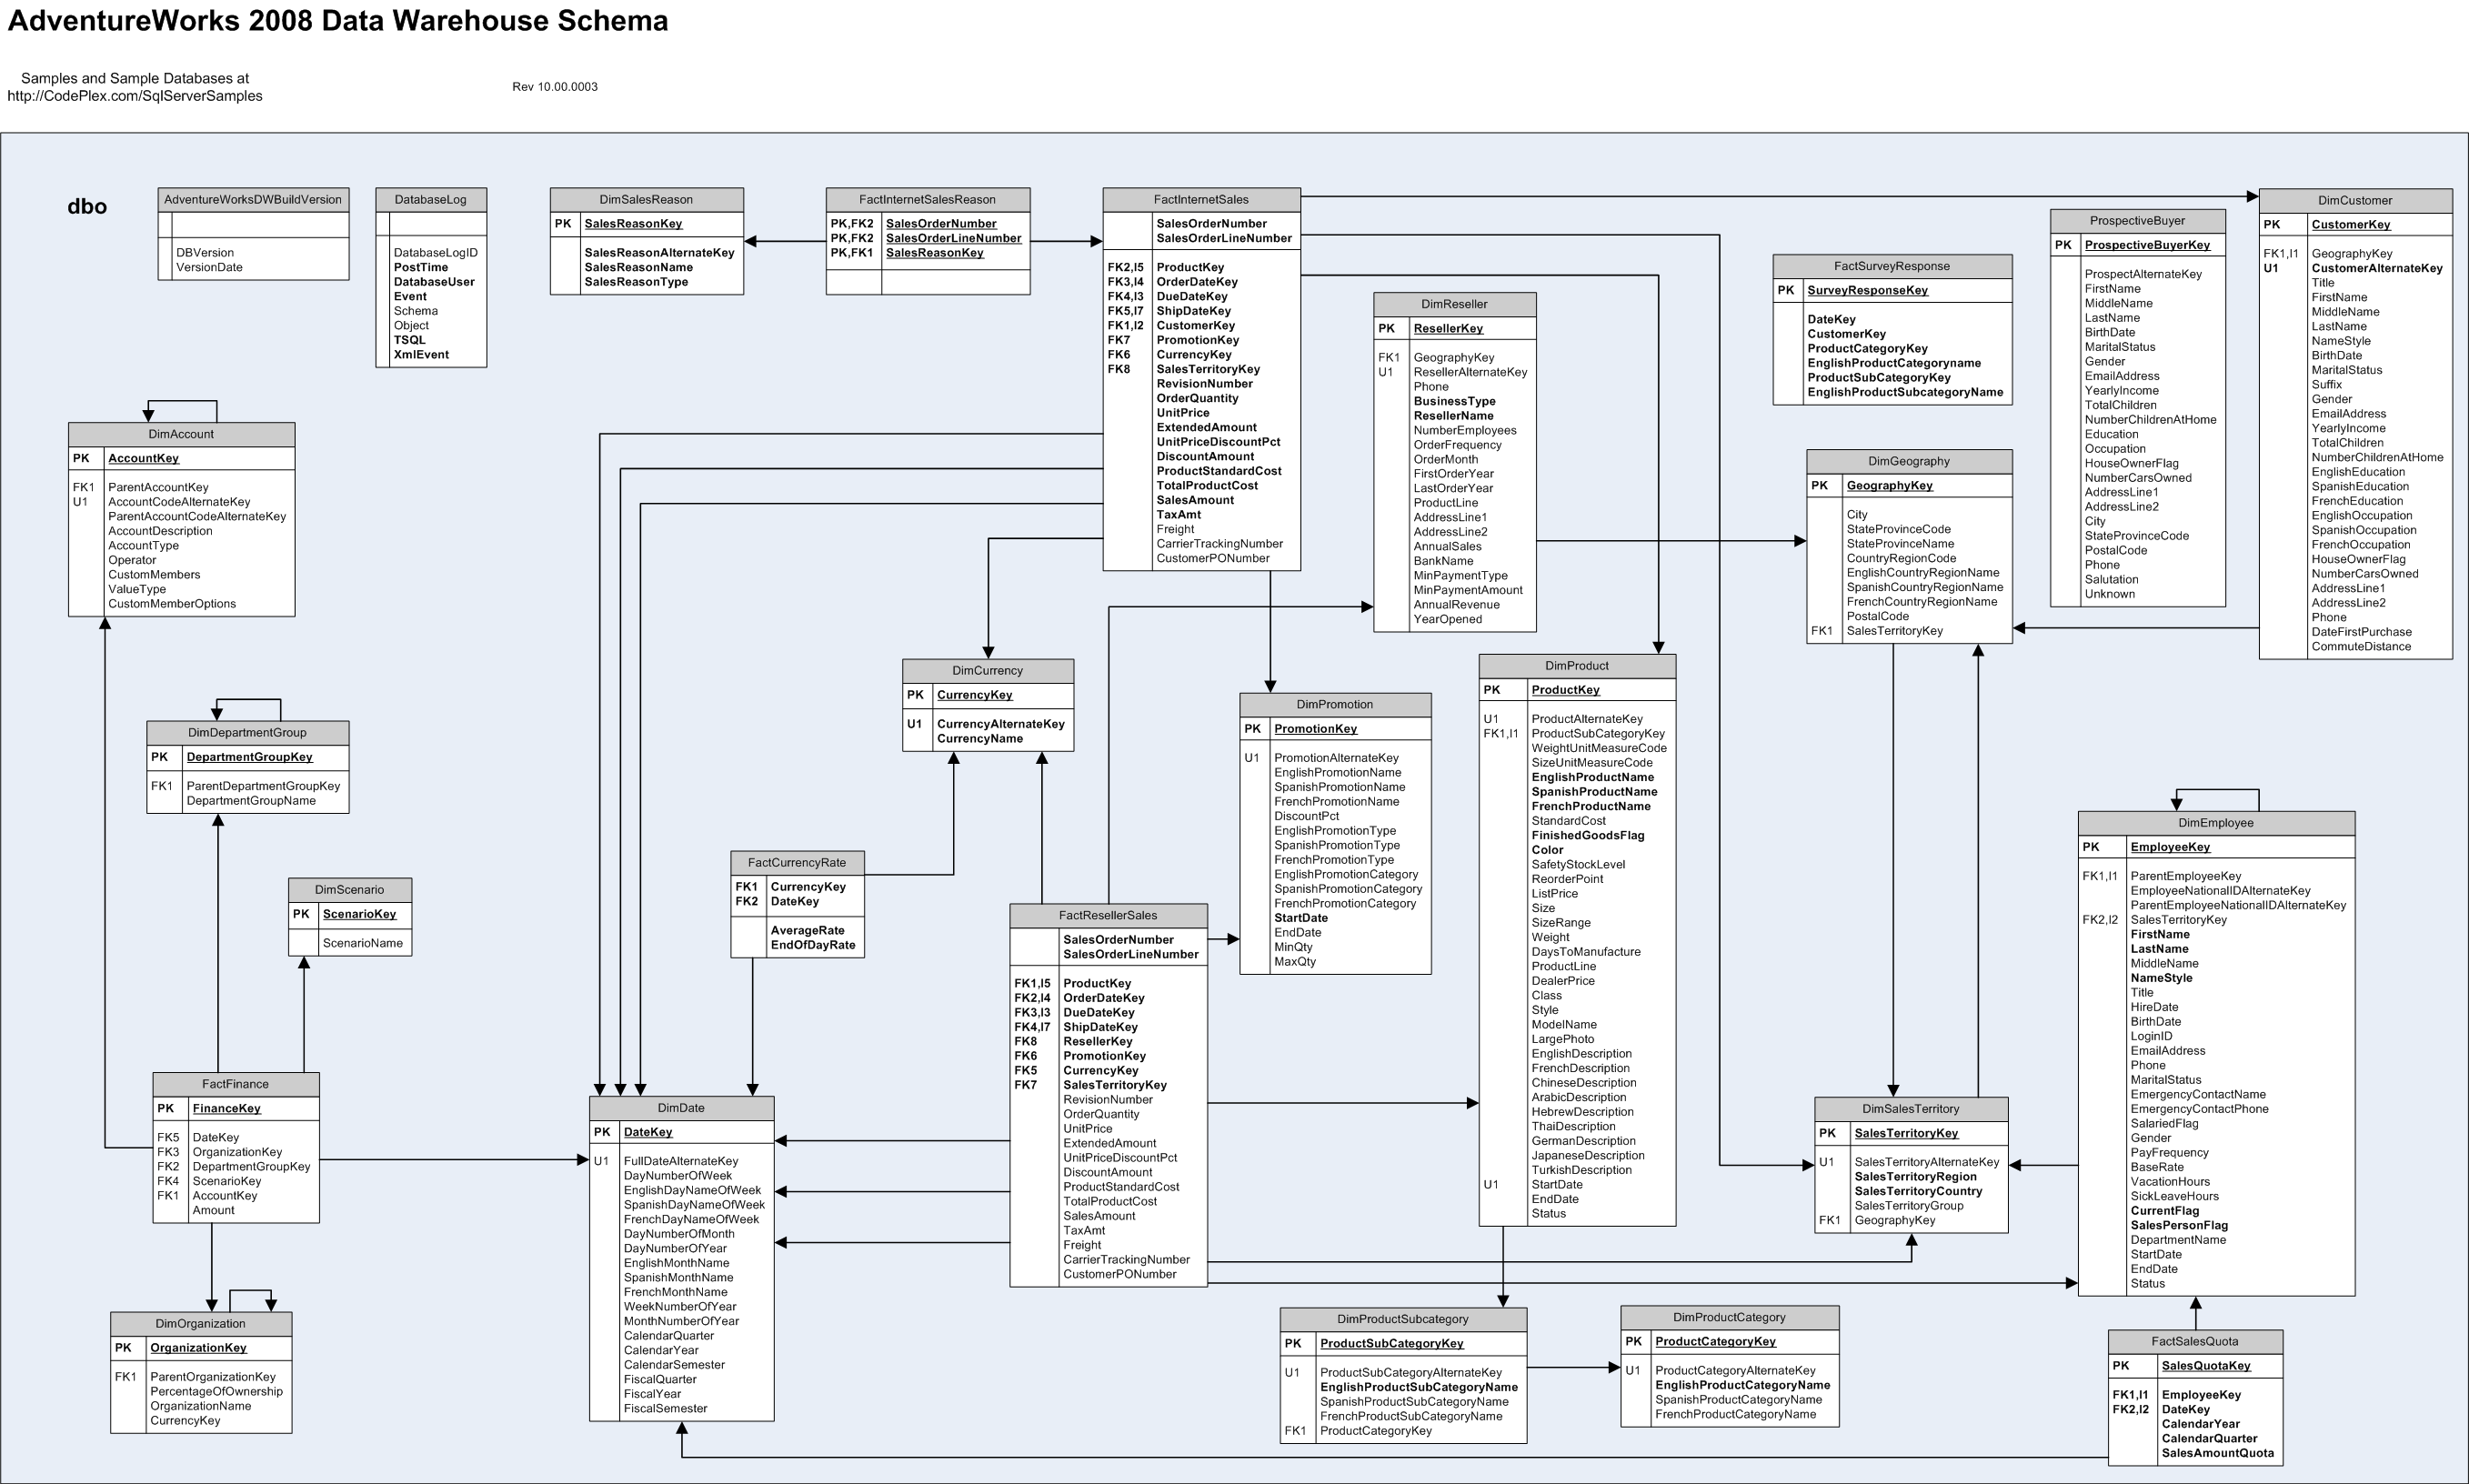 AdventureWorks 2008 Data Warehouse Schema
Samples and Sample Databases at
http://CodePlex.com/SqlServerSamples
Rev 10.00.0003
dbo
AdventureWorksDWBuildVersion
DBVersion
VersionDate
DatabaseLog
DatabaseLogID
PostTime
DatabaseUser
Event
Schema
Object
TSQL
XmlEvent
DimSalesReason
PK SalesReasonKey
SalesReasonAlternateKey
SalesReasonName
SalesReasonType
FactInternetSalesReason
PK,FK2 SalesOrderNumber
PK,FK2 SalesOrderLineNumber
PK,FK1 SalesReasonKey
FactInternetSales
SalesOrderNumber
SalesOrderLineNumber
FK2,I5 ProductKey
FK3,I4 OrderDateKey
FK4,I3 DueDateKey
FK5,I7 ShipDateKey
FK1,I2 CustomerKey
FK7 PromotionKey
FK6 CurrencyKey
FK8 SalesTerritoryKey
RevisionNumber
OrderQuantity
UnitPrice
ExtendedAmount
UnitPriceDiscountPct
DiscountAmount
ProductStandardCost
TotalProductCost
SalesAmount
TaxAmt
Freight
CarrierTrackingNumber
CustomerPONumber
DimReseller
PK ResellerKey
FK1 GeographyKey
U1 ResellerAlternateKey
Phone
BusinessType
ResellerName
NumberEmployees
OrderFrequency
OrderMonth
FirstOrderYear
LastOrderYear
ProductLine
AddressLine1
AddressLine2
AnnualSales
BankName
MinPaymentType
MinPaymentAmount
AnnualRevenue
YearOpened
FactSurveyResponse
PK SurveyResponseKey
DateKey
CustomerKey
ProductCategoryKey
EnglishProductCategoryname
ProductSubCategoryKey
EnglishProductSubcategoryName
ProspectiveBuyer
PK ProspectiveBuyerKey
ProspectAlternateKey
FirstName
MiddleName
LastName
BirthDate
MaritalStatus
Gender
EmailAddress
YearlyIncome
TotalChildren
NumberChildrenAtHome
Education
Occupation
HouseOwnerFlag
NumberCarsOwned
AddressLine1
AddressLine2
City
StateProvinceCode
PostalCode
Phone
Salutation
Unknown
DimCustomer
PK CustomerKey
FK1,I1 GeographyKey
U1 CustomerAlternateKey
Title
FirstName
MiddleName
LastName
NameStyle
BirthDate
MaritalStatus
Suffix
Gender
EmailAddress
YearlyIncome
TotalChildren
NumberChildrenAtHome
EnglishEducation
SpanishEducation
FrenchEducation
EnglishOccupation
SpanishOccupation
FrenchOccupation
HouseOwnerFlag
NumberCarsOwned
AddressLine1
AddressLine2
Phone
DateFirstPurchase
CommuteDistance
DimAccount
PK AccountKey
FK1 ParentAccountKey
U1 AccountCodeAlternateKey
ParentAccountCodeAlternateKey
AccountDescription
AccountType
Operator
CustomMembers
ValueType
CustomMemberOptions
DimGeography
PK GeographyKey
City
StateProvinceCode
StateProvinceName
CountryRegionCode
EnglishCountryRegionName
SpanishCountryRegionName
FrenchCountryRegionName
PostalCode
FK1 SalesTerritoryKey
DimDepartmentGroup
PK DepartmentGroupKey
FK1 ParentDepartmentGroupKey
DepartmentGroupName
DimCurrency
PK CurrencyKey
U1 CurrencyAlternateKey
CurrencyName
DimPromotion
PK PromotionKey
U1 PromotionAlternateKey
EnglishPromotionName
SpanishPromotionName
FrenchPromotionName
DiscountPct
EnglishPromotionType
SpanishPromotionType
FrenchPromotionType
EnglishPromotionCategory
SpanishPromotionCategory
FrenchPromotionCategory
StartDate
EndDate
MinQty
MaxQty
DimProduct
PK ProductKey
U1 ProductAlternateKey
FK1,I1 ProductSubCategoryKey
WeightUnitMeasureCode
SizeUnitMeasureCode
EnglishProductName
SpanishProductName
FrenchProductName
StandardCost
FinishedGoodsFlag
Color
SafetyStockLevel
ReorderPoint
ListPrice
Size
SizeRange
Weight
DaysToManufacture
ProductLine
DealerPrice
Class
Style
ModelName
LargePhoto
EnglishDescription
FrenchDescription
ChineseDescription
ArabicDescription
HebrewDescription
ThaiDescription
GermanDescription
JapaneseDescription
TurkishDescription
U1 StartDate
EndDate
Status
DimEmployee
PK EmployeeKey
FK1,I1 ParentEmployeeKey
EmployeeNationalIDAlternateKey
ParentEmployeeNationalIDAlternateKey
FK2,I2 SalesTerritoryKey
FirstName
LastName
MiddleName
NameStyle
Title
HireDate
BirthDate
LoginID
EmailAddress
Phone
MaritalStatus
EmergencyContactName
EmergencyContactPhone
SalariedFlag
Gender
PayFrequency
BaseRate
VacationHours
SickLeaveHours
CurrentFlag
SalesPersonFlag
DepartmentName
StartDate
EndDate
Status
DimScenario
PK ScenarioKey
ScenarioName
FactCurrencyRate
FK1 CurrencyKey
FK2 DateKey
AverageRate
EndOfDayRate
FactResellerSales
SalesOrderNumber
SalesOrderLineNumber
FK1,I5 ProductKey
FK2,I4 OrderDateKey
FK3,I3 DueDateKey
FK4,I7 ShipDateKey
FK8 ResellerKey
FK6 PromotionKey
FK5 CurrencyKey
FK7 SalesTerritoryKey
RevisionNumber
OrderQuantity
UnitPrice
ExtendedAmount
UnitPriceDiscountPct
DiscountAmount
ProductStandardCost
TotalProductCost
SalesAmount
TaxAmt
Freight
CarrierTrackingNumber
CustomerPONumber
FactFinance
PK FinanceKey
FK5 DateKey
FK3 OrganizationKey
FK2 DepartmentGroupKey
FK4 ScenarioKey
FK1 AccountKey
Amount
DimDate
PK DateKey
U1 FullDateAlternateKey
DayNumberOfWeek
EnglishDayNameOfWeek
SpanishDayNameOfWeek
FrenchDayNameOfWeek
DayNumberOfMonth
DayNumberOfYear
EnglishMonthName
SpanishMonthName
FrenchMonthName
WeekNumberOfYear
MonthNumberOfYear
CalendarQuarter
CalendarYear
CalendarSemester
FiscalQuarter
FiscalYear
FiscalSemester
DimSalesTerritory
PK SalesTerritoryKey
U1 SalesTerritoryAlternateKey
SalesTerritoryRegion
SalesTerritoryCountry
SalesTerritoryGroup
FK1 GeographyKey
DimOrganization
PK OrganizationKey
FK1 ParentOrganizationKey
PercentageOfOwnership
OrganizationName
CurrencyKey
DimProductSubcategory
PK ProductSubCategoryKey
U1 ProductSubCategoryAlternateKey
EnglishProductSubCategoryName
SpanishProductSubCategoryName
FrenchProductSubCategoryName
FK1 ProductCategoryKey
DimProductCategory
PK ProductCategoryKey
U1 ProductCategoryAlternateKey
EnglishProductCategoryName
SpanishProductCategoryName
FrenchProductCategoryName
FactSalesQuota
PK SalesQuotaKey
FK1,I1 EmployeeKey
FK2,I2 DateKey
CalendarYear
CalendarQuarter
SalesAmountQuota